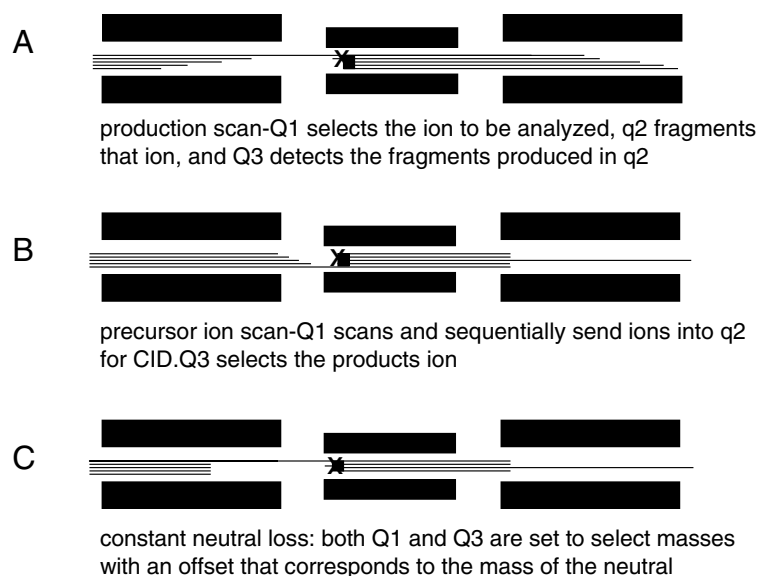 A
production scan-Q1 selects the ion to be analyzed, q2 fragments
that ion, and Q3 detects the fragments produced in q2
B
precursor ion scan-Q1 scans and sequentially send ions into q2
for CID.Q3 selects the products ion
C
constant neutral loss: both Q1 and Q3 are set to select masses
with an offset that corresponds to the mass of the neutral